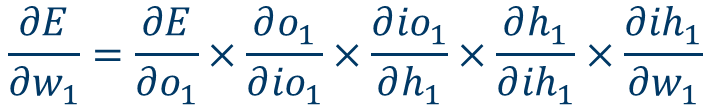 ∂E/∂w₁ = ∂E/∂o₁ × ∂o₁/∂io₁ × ∂io₁/∂h₁ × ∂h₁/∂ih₁ × ∂ih₁/∂w₁